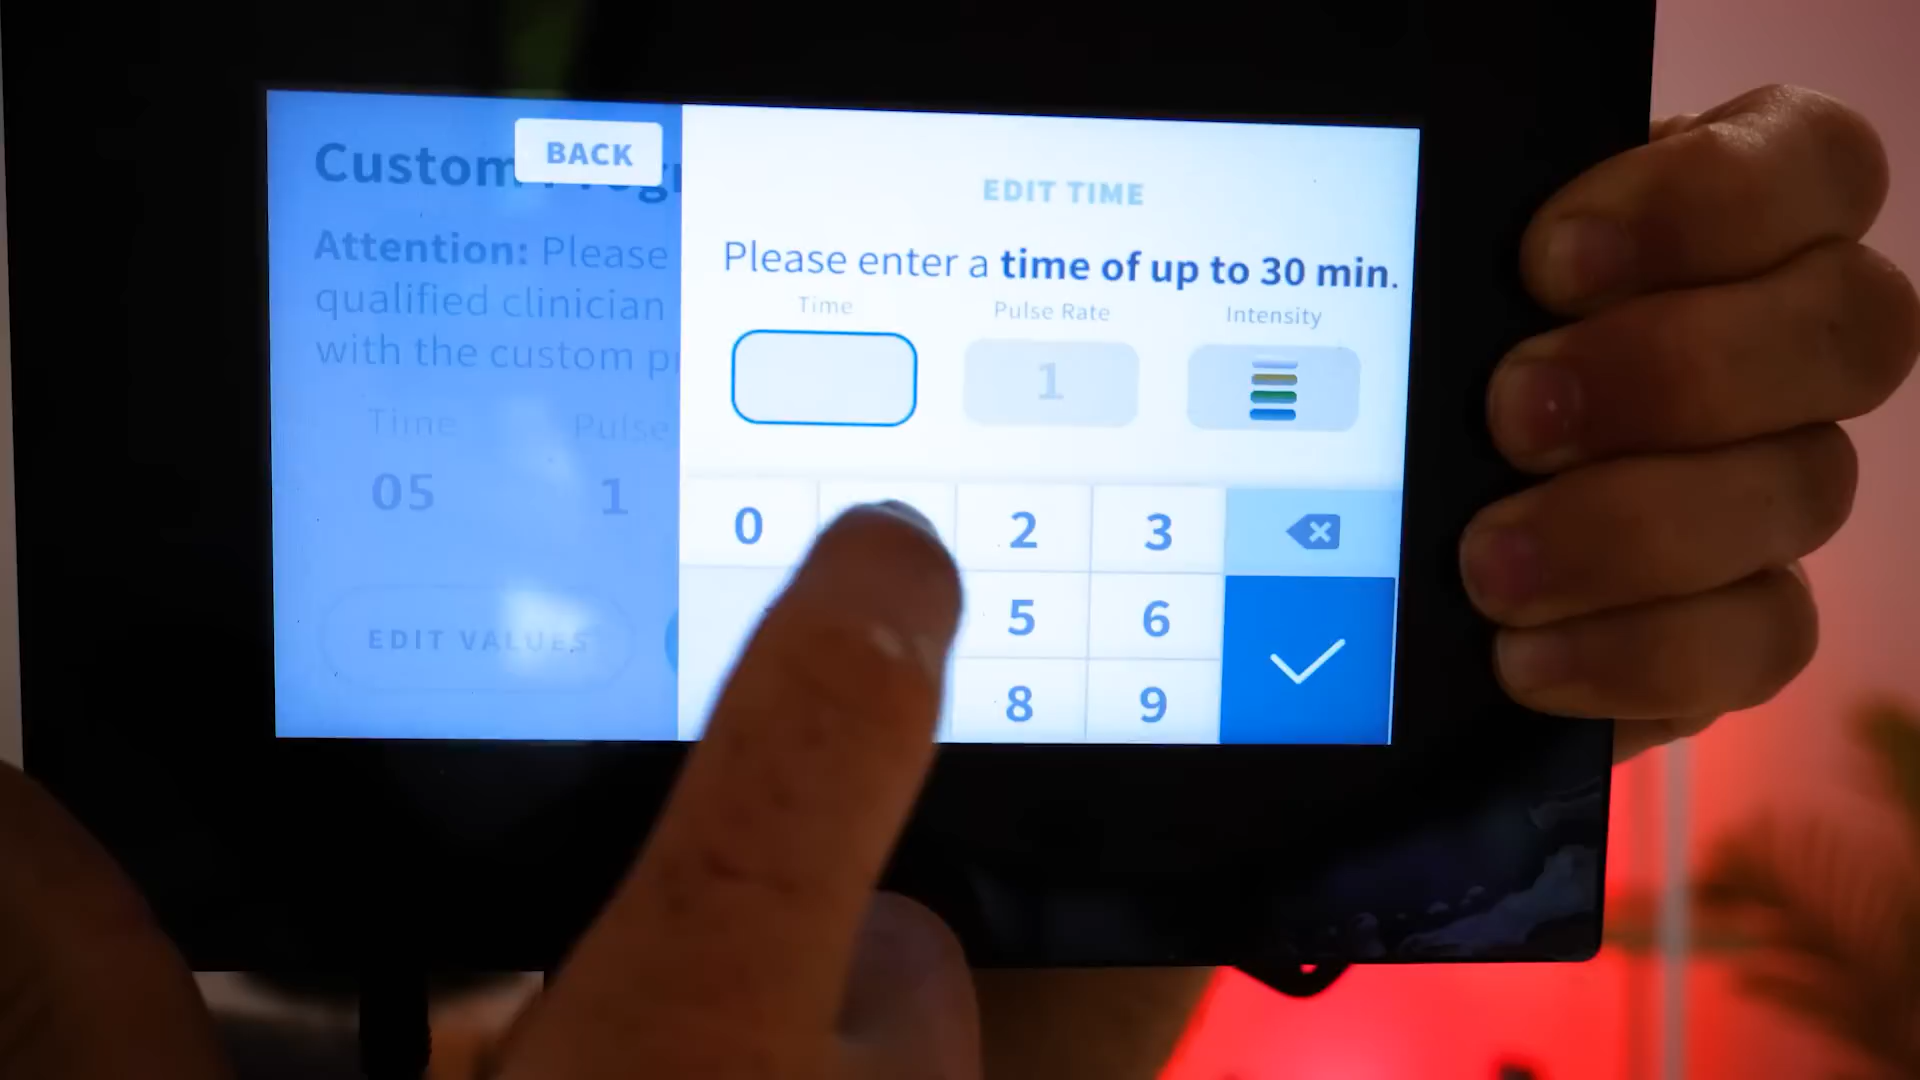 Custom
BACK
Attention: Please
qualified clinician
with the custom
Time Pulse
05 1
EDIT VALUES
EDIT TIME
Please enter a time of up to 30 min.
Time Pulse Rate Intensity
1
0 2 3
5 6
8 9